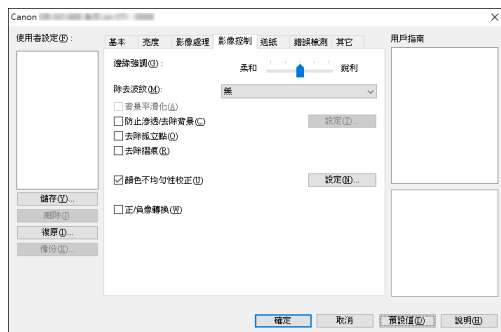 Canon
使用者設定(F):
基本 亮度 影像處理 影像控制 送紙 錯誤檢測 其它
用戶指南
邊緣強調(G):
柔和 銳利
除去波紋(M):
無
背景平滑化(A)
防止滲透/去除背景(C)
設定(T)...
去除孤立點(O)
去除摺痕(R)
顏色不均勻性校正(U)
設定(N)...
正/負像轉換(W)
儲存(Y)...
刪除(J)
復原(L)...
備份(X)...
確定 取消 預設值(D) 說明(H)